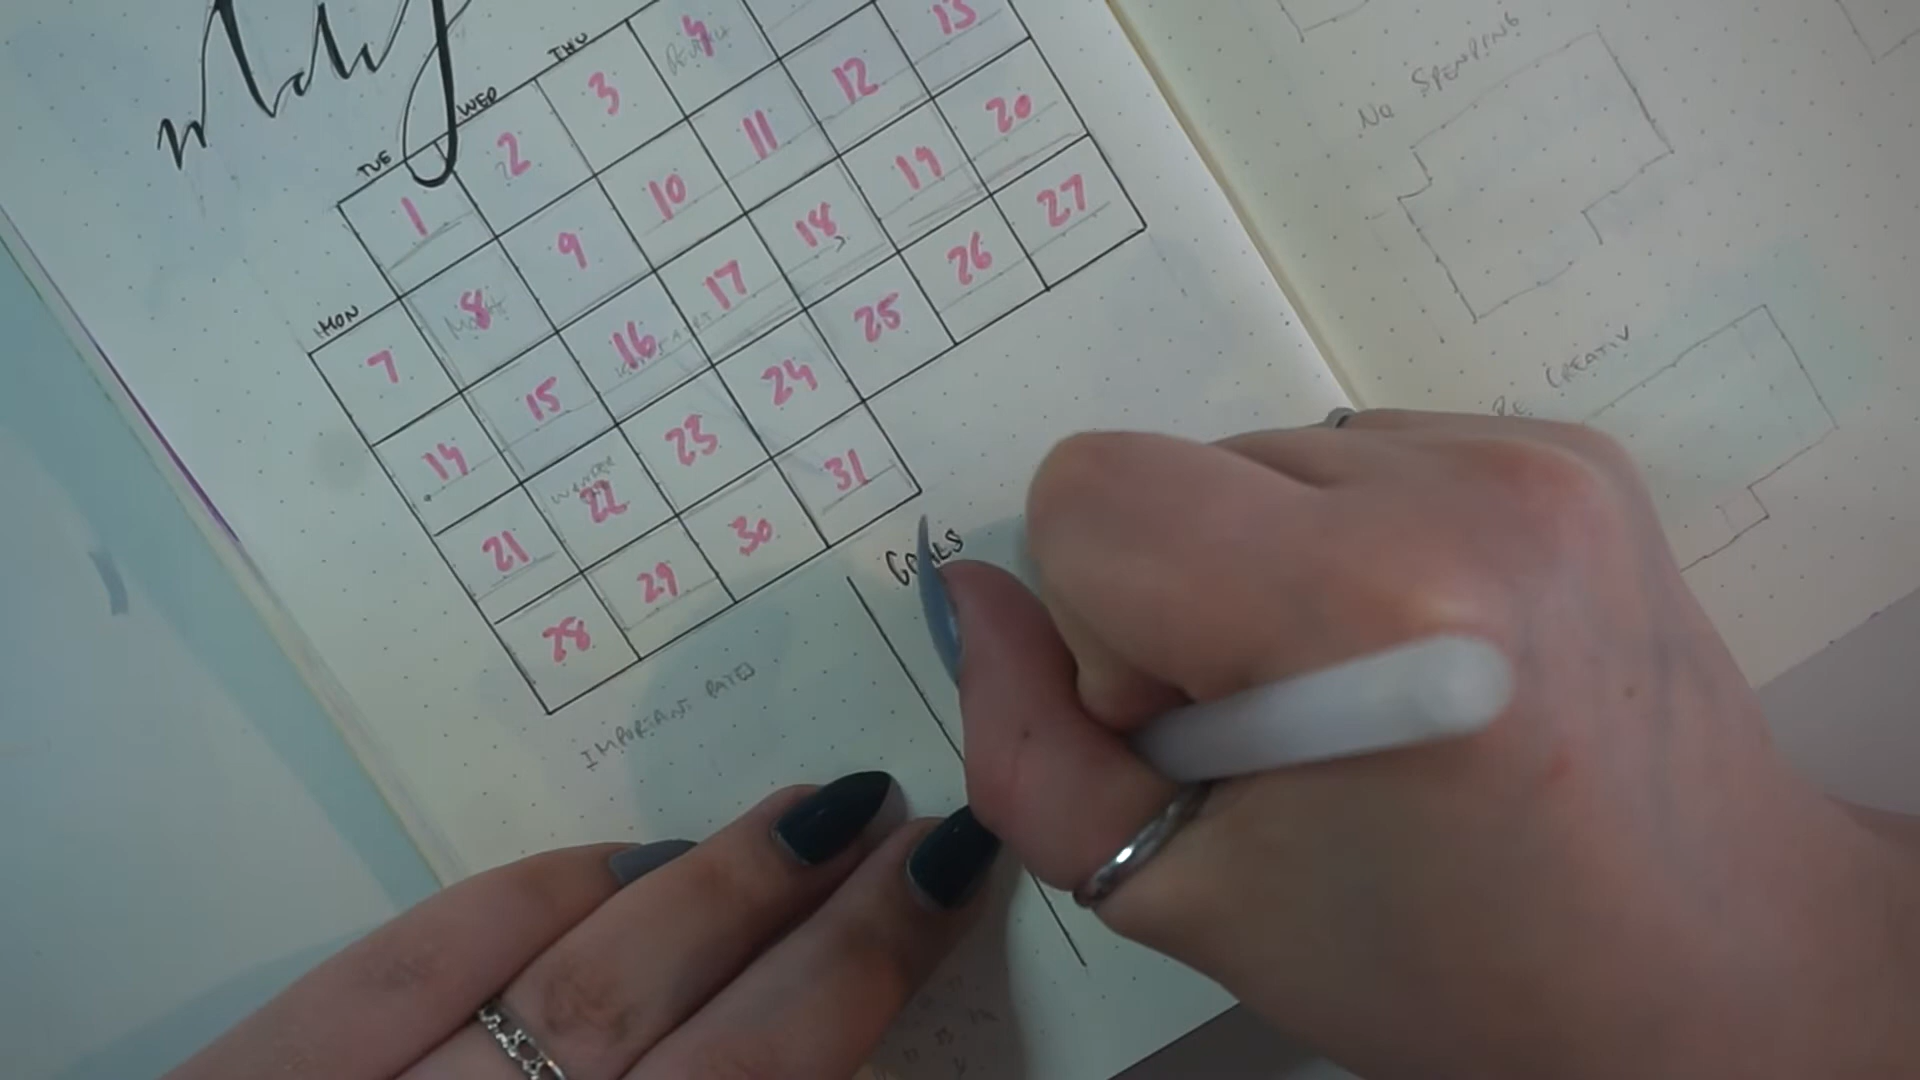 May
TUE WED THU
1 2 3 4
MON
7 8 9 10 11 12 13
14 15 16 17 18 19 20
21 22 23 24 25 26 27
28 29 30 31
IMPORTANT DATES
GOALS
NO SPENDING
CREATIV